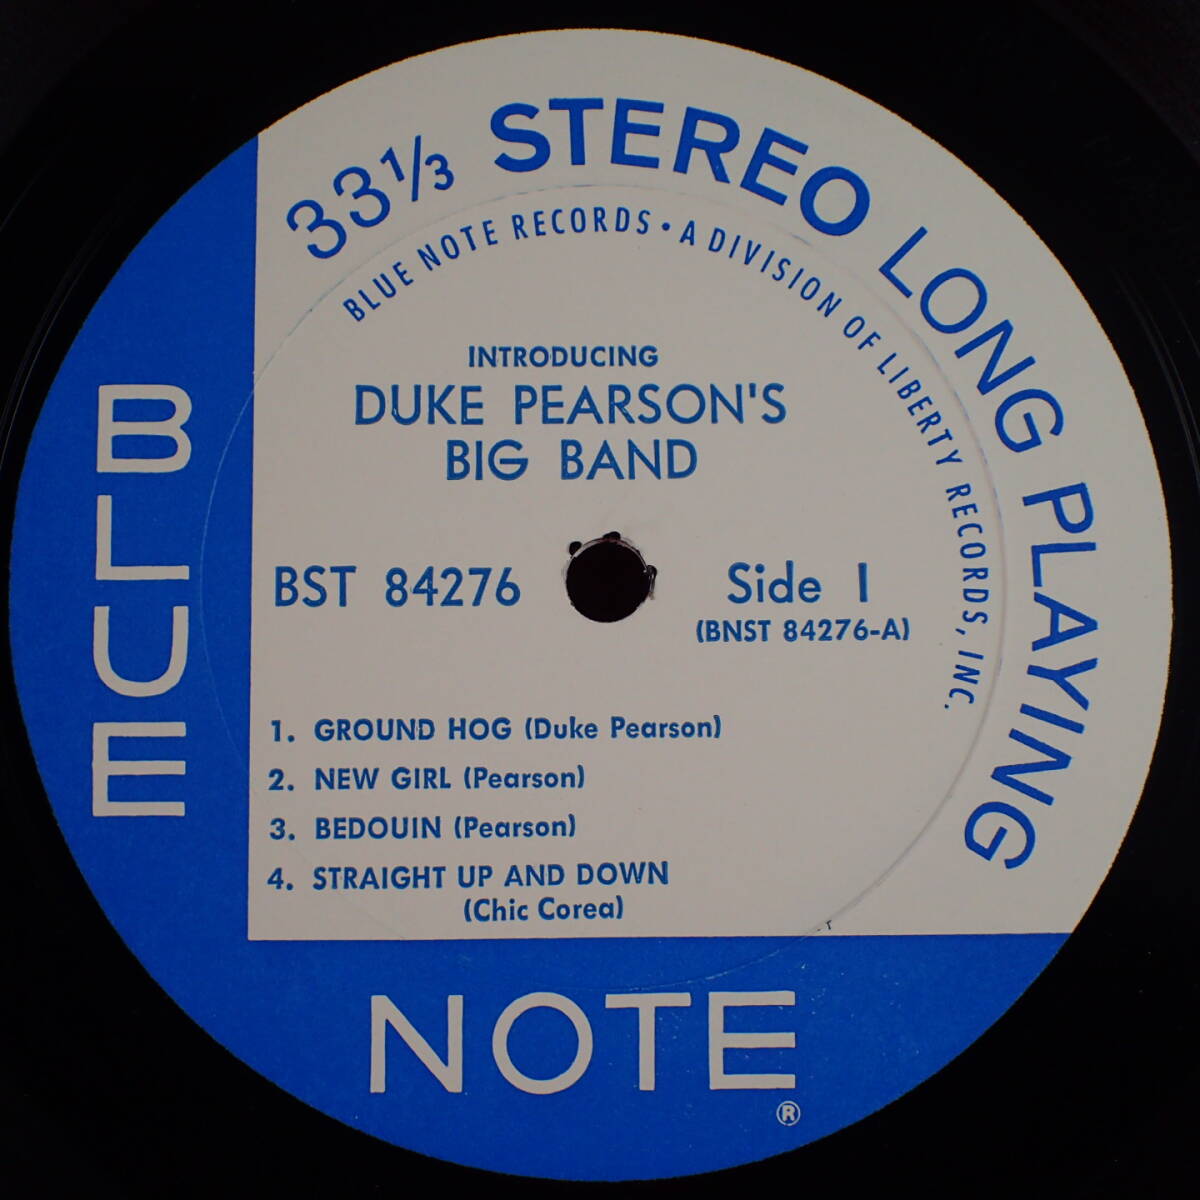 33⅓ STEREO LONG PLAYING
BLUE NOTE RECORDS • A DIVISION OF LIBERTY RECORDS, INC.
INTRODUCING
DUKE PEARSON'S
BIG BAND
BST 84276
Side 1
(BNST 84276-A)
1. GROUND HOG (Duke Pearson)
2. NEW GIRL (Pearson)
3. BEDOUIN (Pearson)
4. STRAIGHT UP AND DOWN
(Chic Corea)
BLUE
NOTE
®